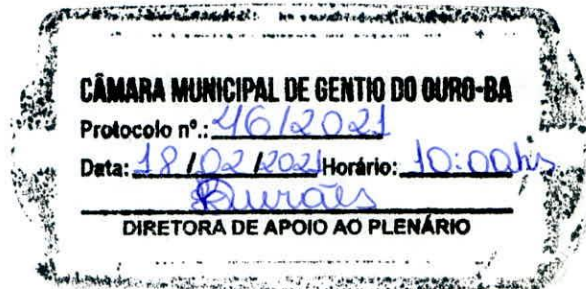 CÂMARA MUNICIPAL DE GENTIO DO OURO-BA
Protocolo nº.: 46/2021
Data: 18/02/2021 Horário: 10:00hs
DIRETORA DE APOIO AO PLENÁRIO